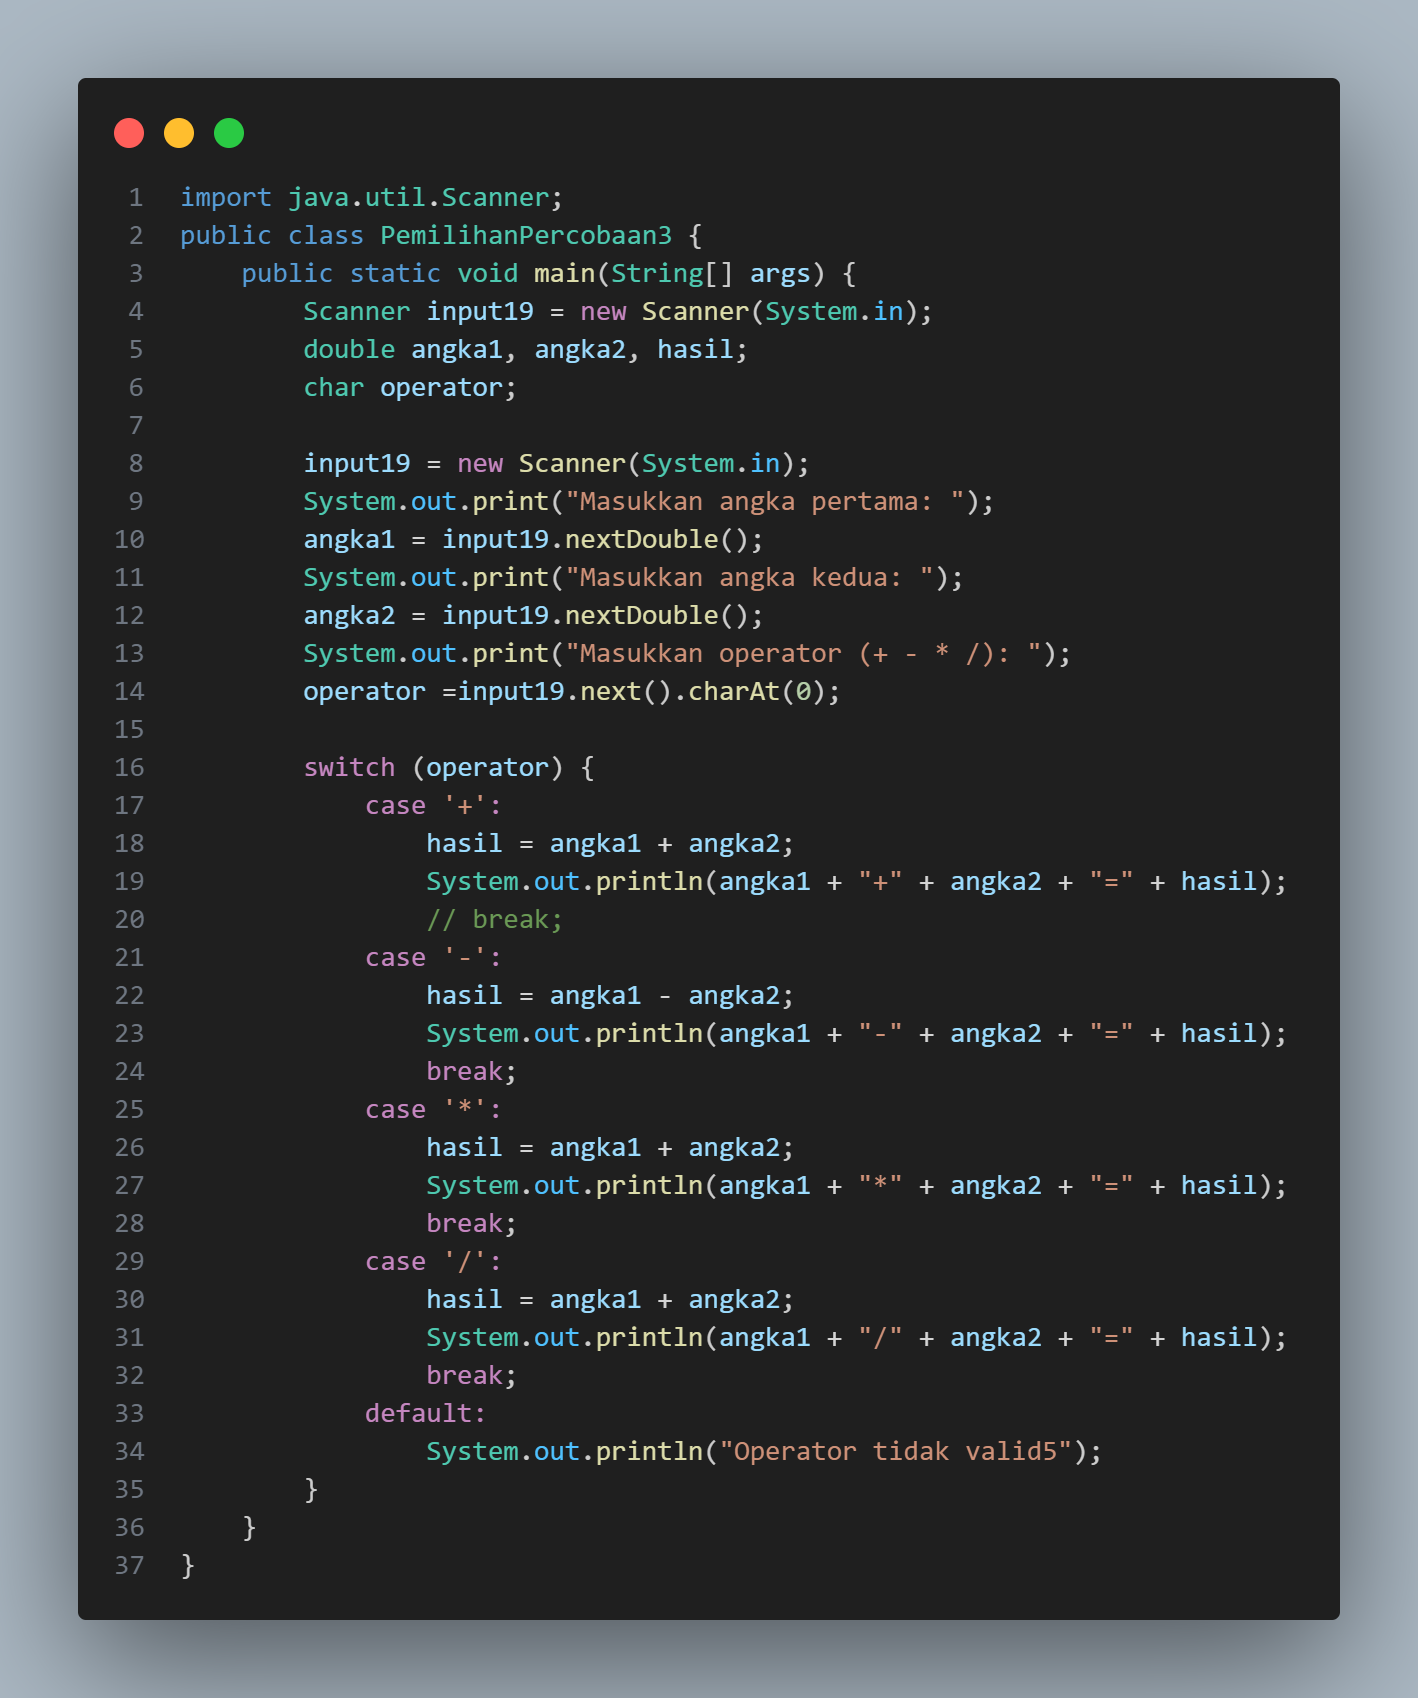 1 import java.util.Scanner;
2 public class PemilihanPercobaan3 {
3     public static void main(String[] args) {
4         Scanner input19 = new Scanner(System.in);
5         double angka1, angka2, hasil;
6         char operator;
7
8         input19 = new Scanner(System.in);
9         System.out.print("Masukkan angka pertama: ");
10         angka1 = input19.nextDouble();
11         System.out.print("Masukkan angka kedua: ");
12         angka2 = input19.nextDouble();
13         System.out.print("Masukkan operator (+ - * /): ");
14         operator =input19.next().charAt(0);
15
16         switch (operator) {
17             case '+':
18                 hasil = angka1 + angka2;
19                 System.out.println(angka1 + "+" + angka2 + "=" + hasil);
20                 // break;
21             case '-':
22                 hasil = angka1 - angka2;
23                 System.out.println(angka1 + "-" + angka2 + "=" + hasil);
24                 break;
25             case '*':
26                 hasil = angka1 + angka2;
27                 System.out.println(angka1 + "*" + angka2 + "=" + hasil);
28                 break;
29             case '/':
30                 hasil = angka1 + angka2;
31                 System.out.println(angka1 + "/" + angka2 + "=" + hasil);
32                 break;
33             default:
34                 System.out.println("Operator tidak valid5");
35         }
36     }
37 }